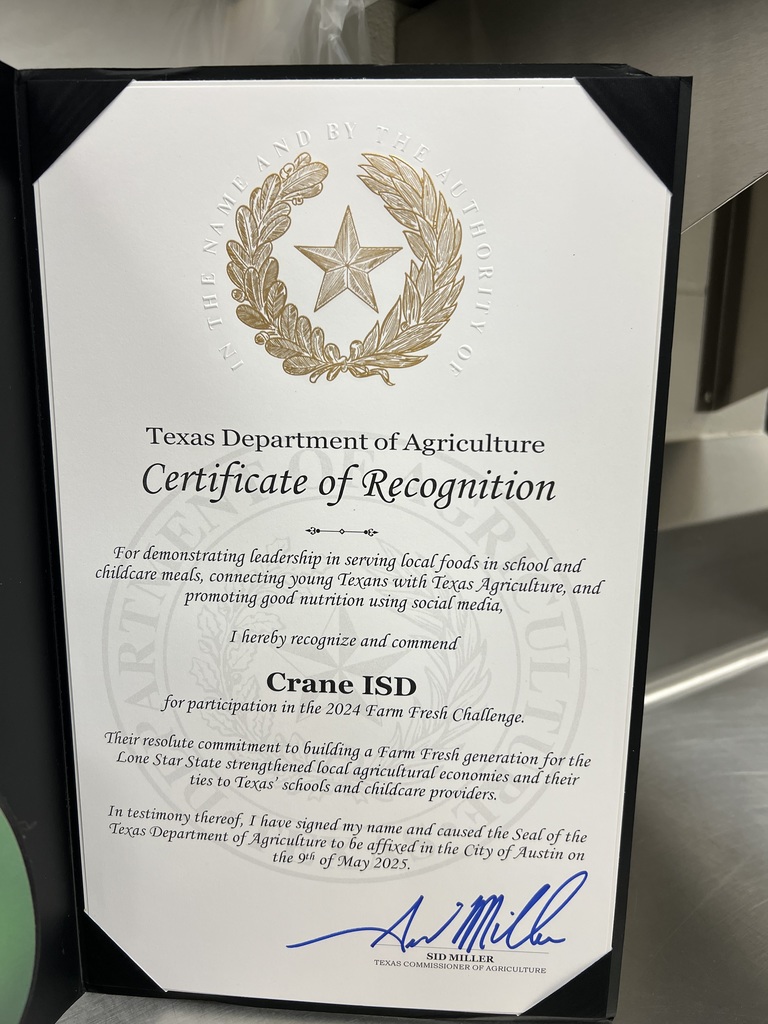 IN THE NAME AND BY THE AUTHORITY OF
Texas Department of Agriculture
Certificate of Recognition
For demonstrating leadership in serving local foods in school and
childcare meals, connecting young Texans with Texas Agriculture, and
promoting good nutrition using social media,
I hereby recognize and commend
Crane ISD
for participation in the 2024 Farm Fresh Challenge.
Their resolute commitment to building a Farm Fresh generation for the
Lone Star State strengthened local agricultural economies and their
ties to Texas' schools and childcare providers.
In testimony thereof, I have signed my name and caused the Seal of the
Texas Department of Agriculture to be affixed in the City of Austin on
the 9th of May 2025.
Sid Miller
SID MILLER
TEXAS COMMISSIONER OF AGRICULTURE